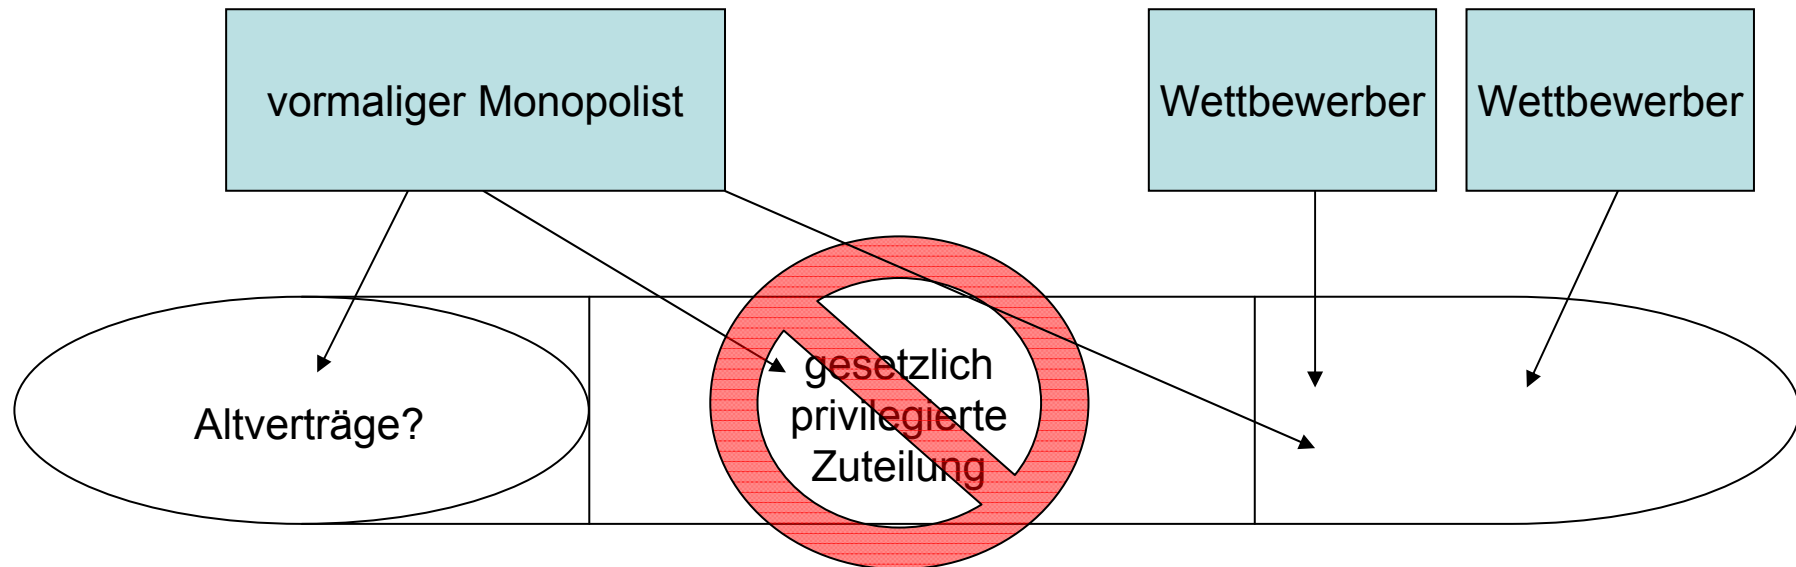 vormaliger Monopolist
Wettbewerber
Wettbewerber
Altverträge?
gesetzlich
privilegierte
Zuteilung